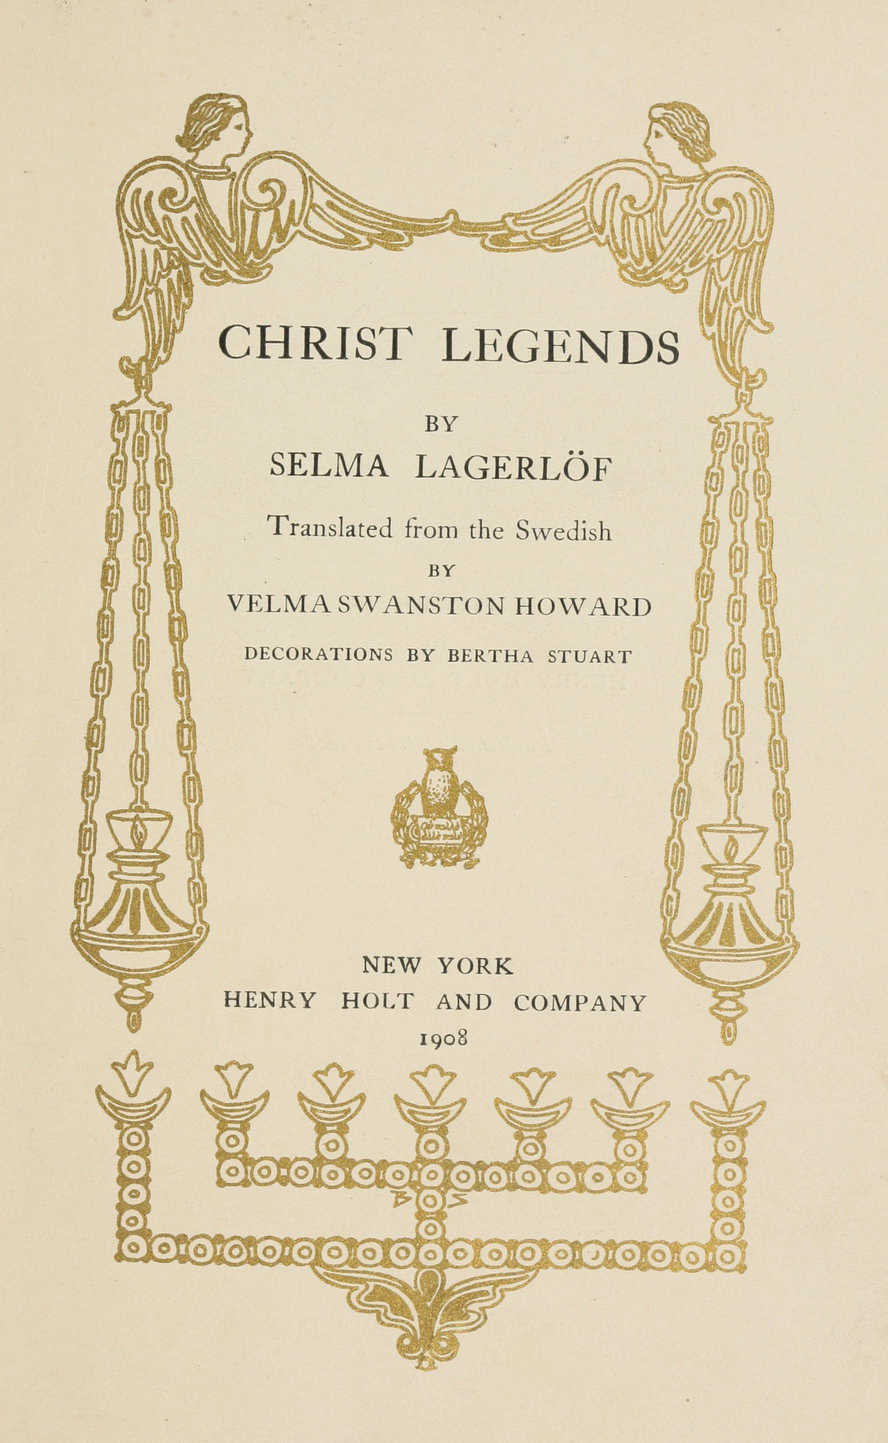 CHRIST LEGENDS
BY
SELMA LAGERLÖF
Translated from the Swedish
BY
VELMA SWANSTON HOWARD
DECORATIONS BY BERTHA STUART
NEW YORK
HENRY HOLT AND COMPANY
1908
B S